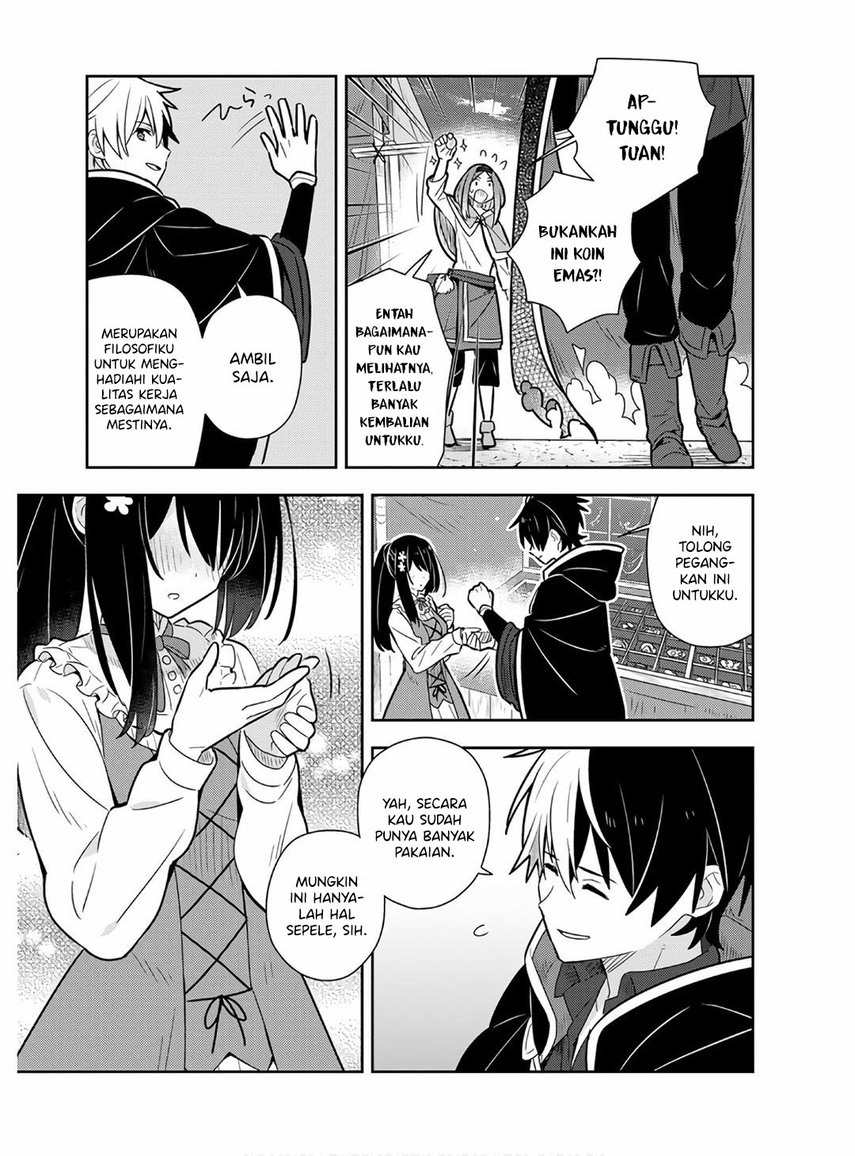 AP-
TUNGGU!
TUAN!
BUKANKAH
INI KOIN
EMAS?!
ENTAH
BAGAIMANA-
PUN KAU
MELIHATNYA,
TERLALU
BANYAK
KEMBALIAN
UNTUKKU.
ひらっ
AMBIL
SAJA.
MERUPAKAN
FILOSOFIKU
UNTUK MENG-
HADIAHI KUA-
LITAS KERJA
SEBAGAIMANA
MESTINYA.
NIH,
TOLONG
PEGANG-
KAN INI
UNTUKKU.
YAH, SECARA
KAU SUDAH
PUNYA BANYAK
PAKAIAN.
MUNGKIN
INI HANYA-
LAH HAL
SEPELE, SIH.